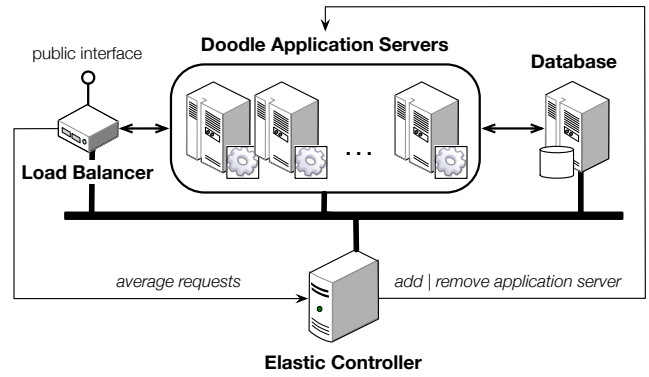 Doodle Application Servers
public interface
Database
. . .
Load Balancer
average requests
add | remove application server
Elastic Controller